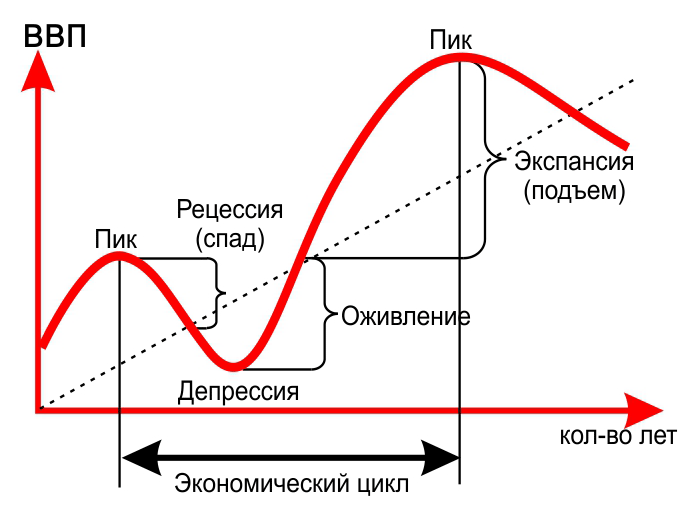 ВВП
Пик
Экспансия
(подъем)
Рецессия
(спад)
Пик
Оживление
Депрессия
кол-во лет
Экономический цикл